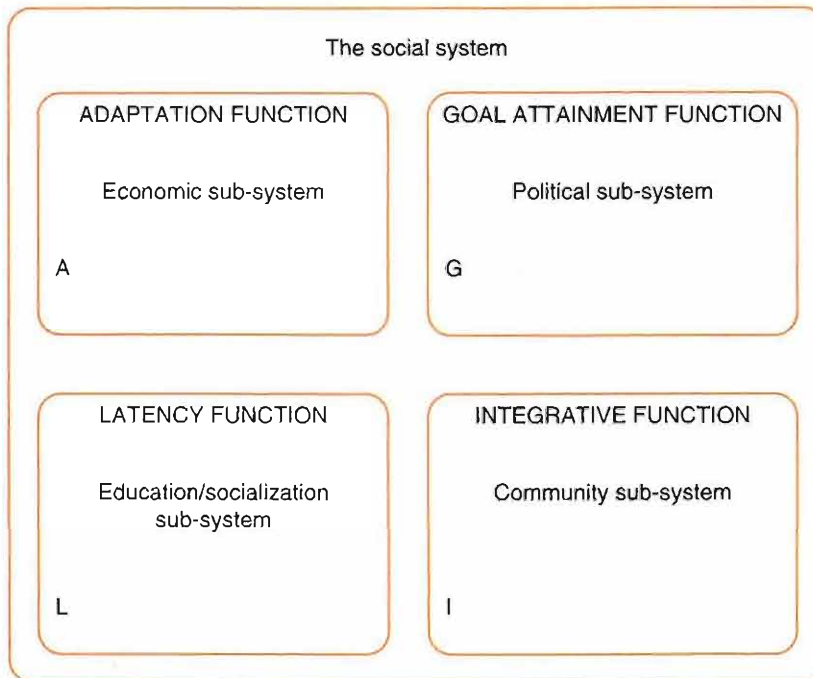 The social system
ADAPTATION FUNCTION
Economic sub-system
A
GOAL ATTAINMENT FUNCTION
Political sub-system
G
LATENCY FUNCTION
Education/socialization
sub-system
L
INTEGRATIVE FUNCTION
Community sub-system
I